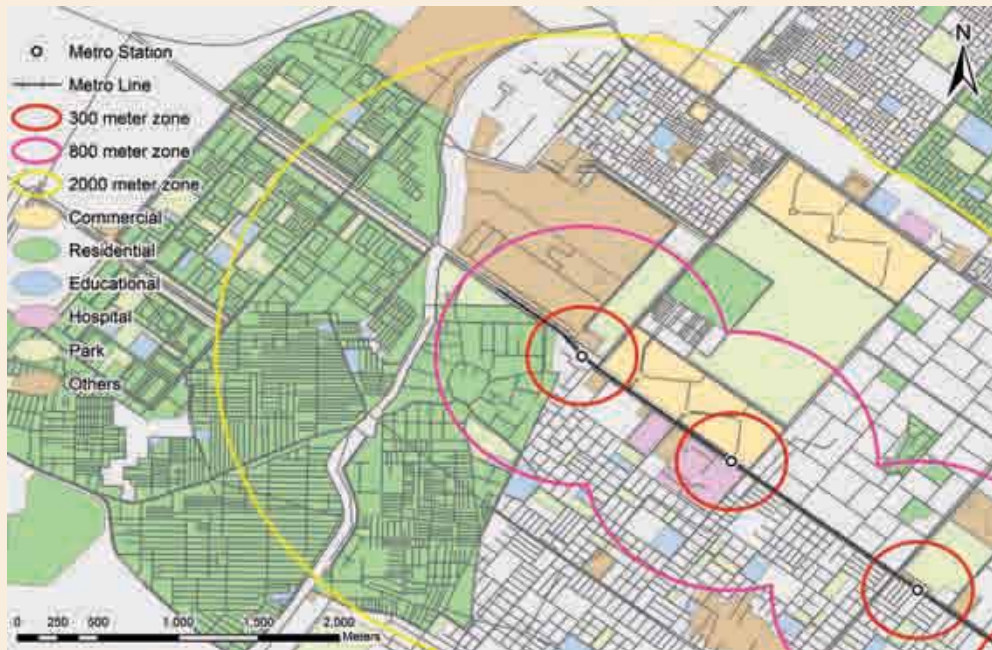 Metro Station
Metro Line
300 meter zone
800 meter zone
2000 meter zone
Commercial
Residential
Educational
Hospital
Park
Others
N
0 250 500 1,000 1,500 2,000
Meters